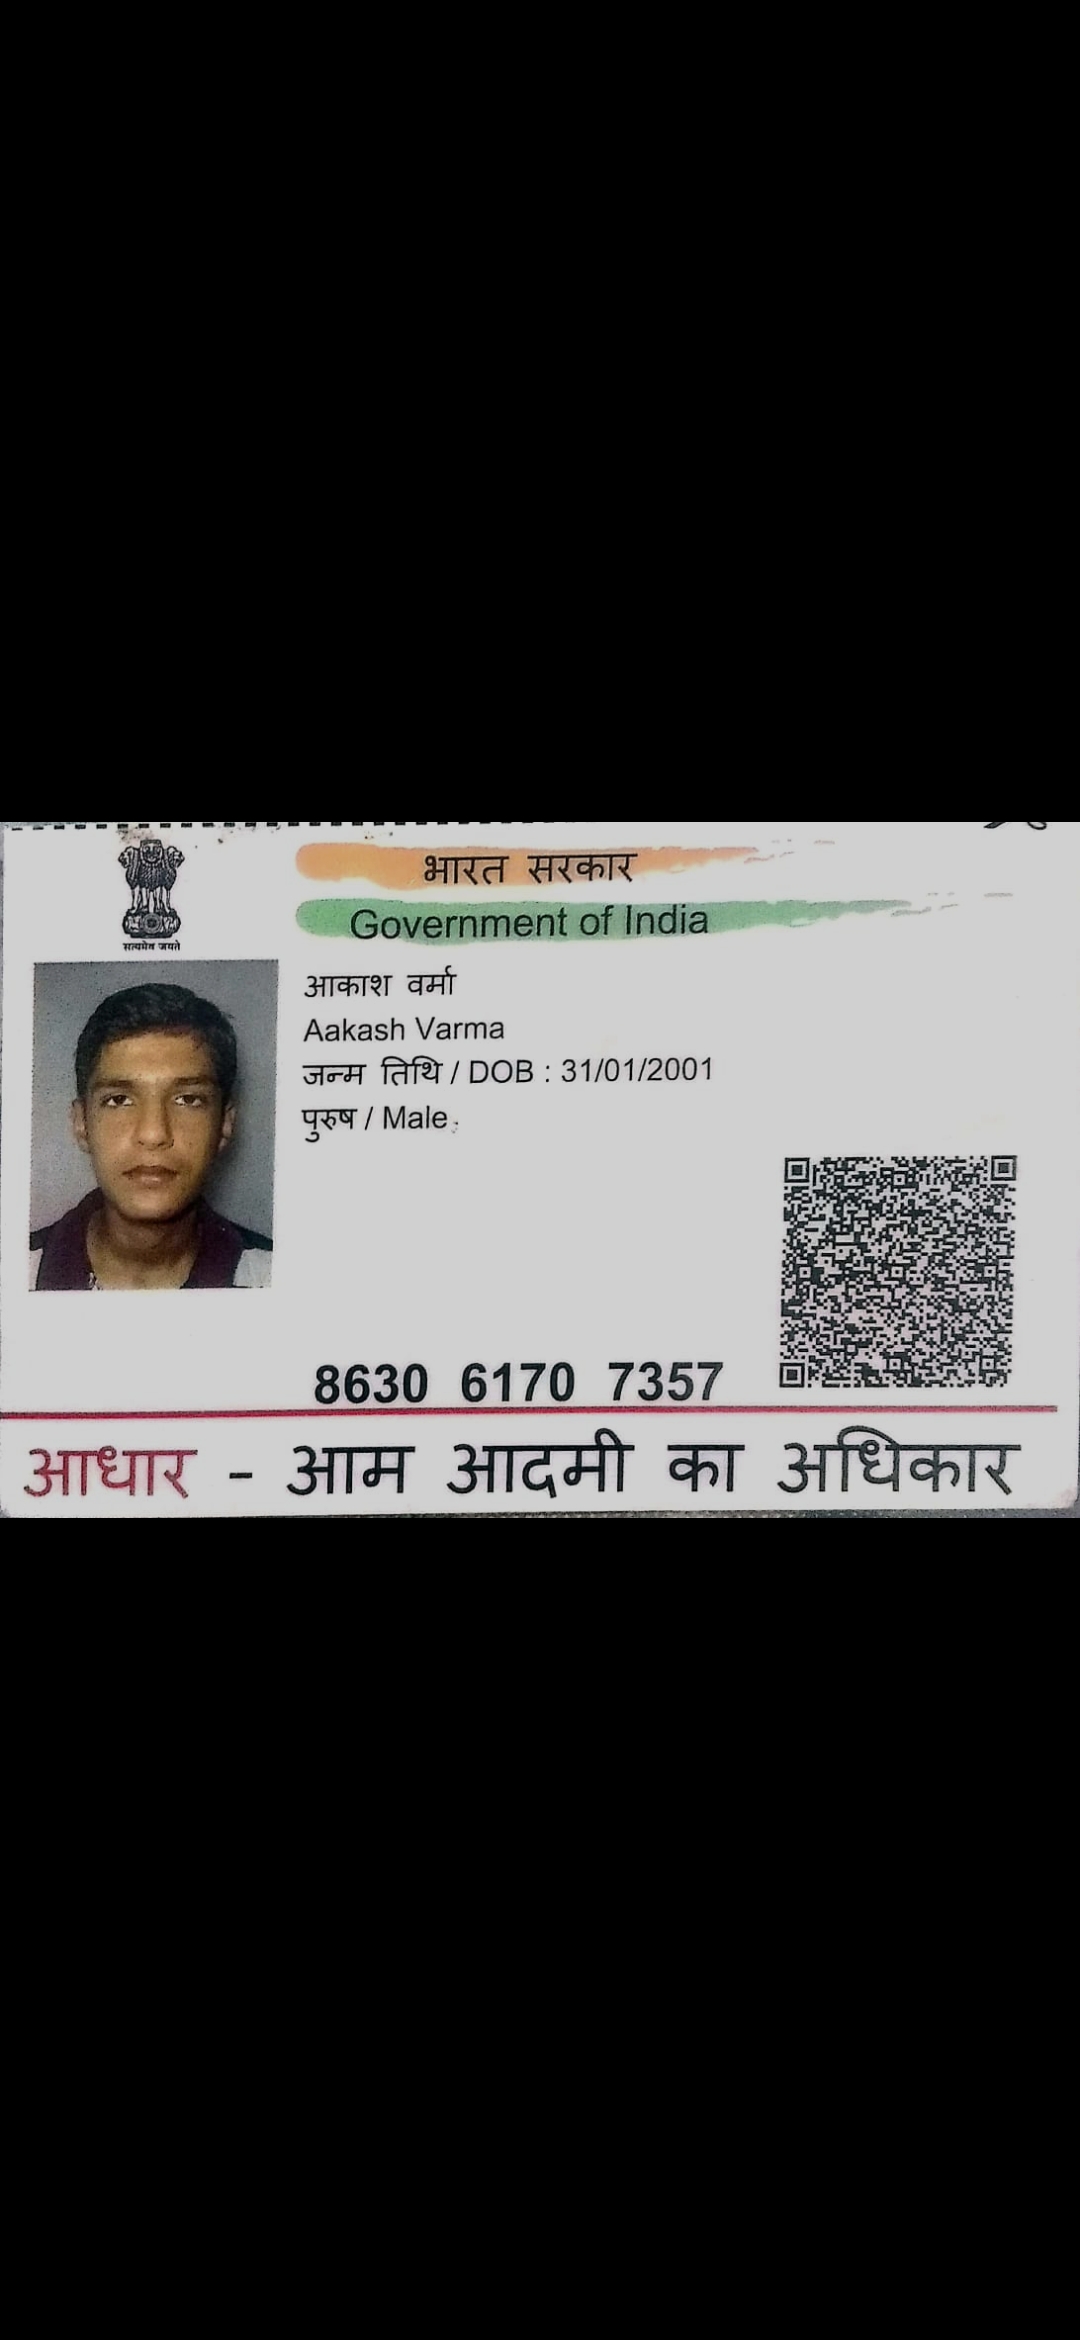 सत्यमेव जयते
भारत सरकार
Government of India
आकाश वर्मा
Aakash Varma
जन्म तिथि / DOB : 31/01/2001
पुरुष / Male
8630 6170 7357
आधार - आम आदमी का अधिकार